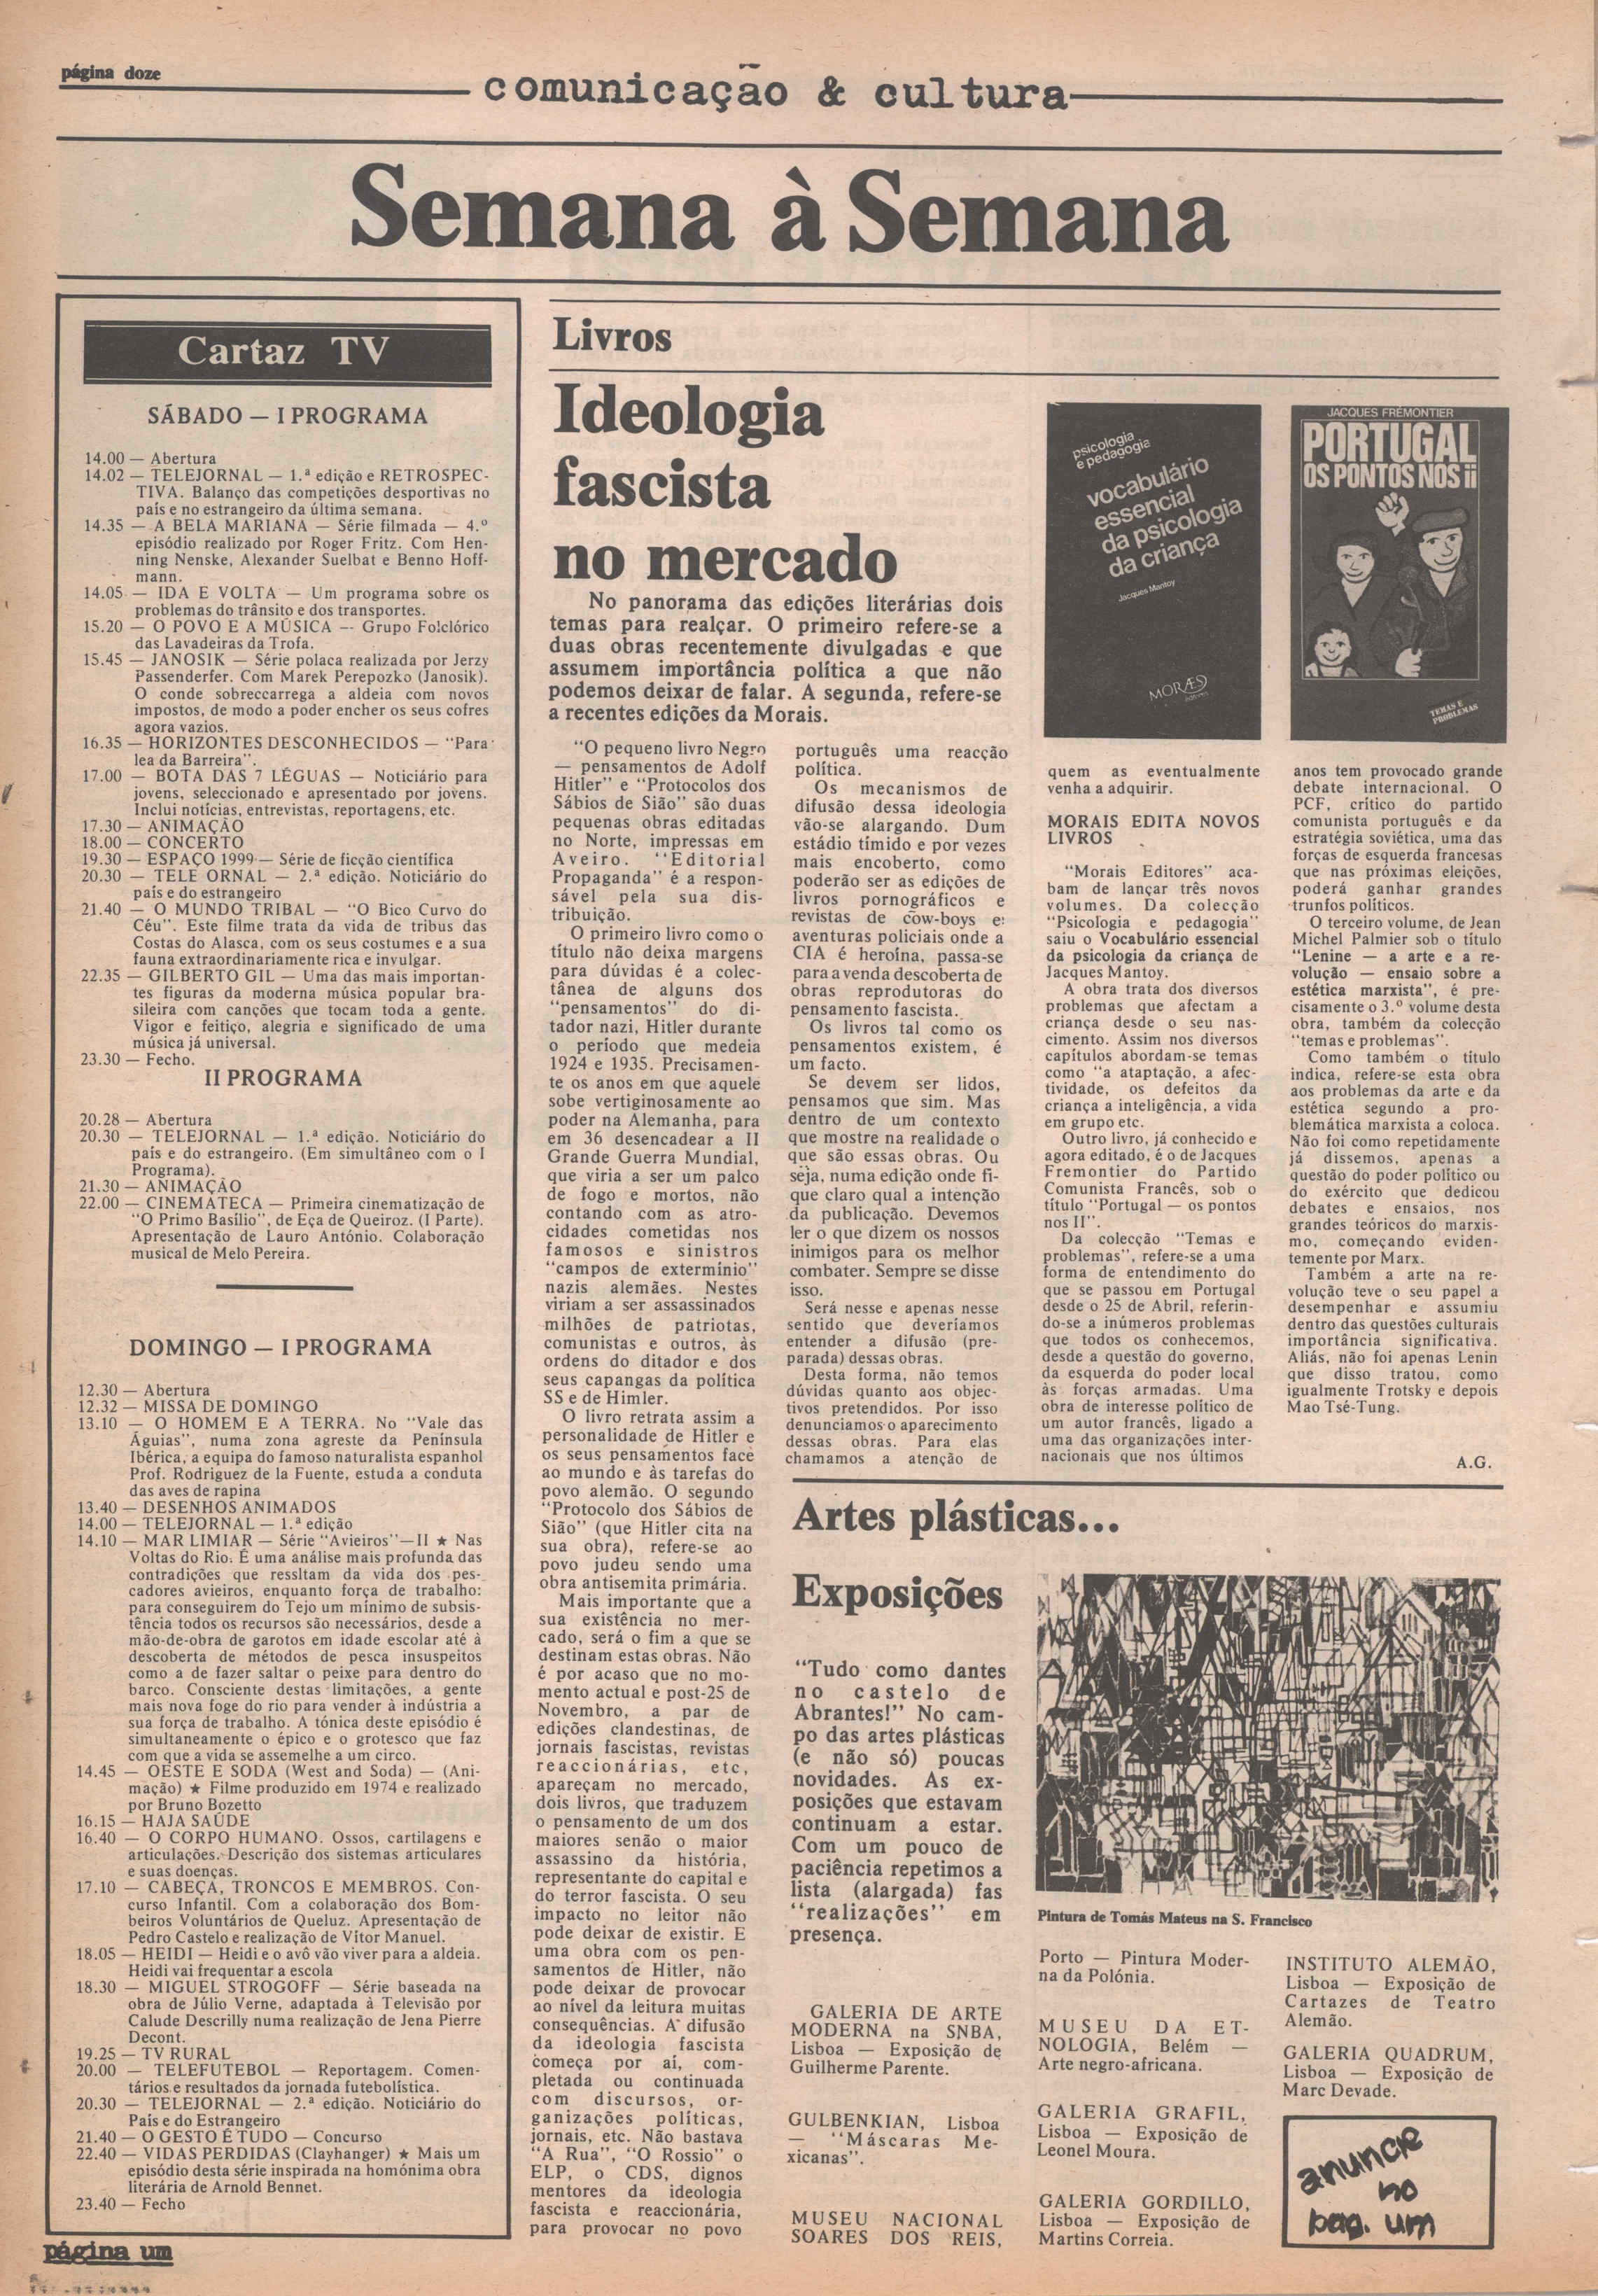 página doze
comunicação & cultura
Semana à Semana
Cartaz TV
SÁBADO — I PROGRAMA
14.00 — Abertura
14.02 — TELEJORNAL — 1.ª edição e RETROSPEC-
TIVA. Balanço das competições desportivas no
país e no estrangeiro da última semana.
14.35 — A BELA MARIANA — Série filmada — 4.º
episódio realizado por Roger Fritz. Com Hen-
ning Nenske, Alexander Suelbat e Benno Hoff-
mann.
14.05 — IDA E VOLTA — Um programa sobre os
problemas do trânsito e dos transportes.
15.20 — O POVO E A MÚSICA — Grupo Folclórico
das Lavadeiras da Trofa.
15.45 — JANOSIK — Série polaca realizada por Jerzy
Passenderfer. Com Marek Perepozko (Janosik).
O conde sobreccarrega a aldeia com novos
impostos, de modo a poder encher os seus cofres
agora vazios.
16.35 — HORIZONTES DESCONHECIDOS — "Para
lea da Barreira".
17.00 — BOTA DAS 7 LÉGUAS — Noticiário para
jovens, seleccionado e apresentado por jovens.
Inclui notícias, entrevistas, reportagens, etc.
17.30 — ANIMAÇÃO
18.00 — CONCERTO
19.30 — ESPAÇO 1999 — Série de ficção científica
20.30 — TELE ORNAL — 2.ª edição. Noticiário do
país e do estrangeiro
21.40 — O MUNDO TRIBAL — "O Bico Curvo do
Céu". Este filme trata da vida de tribus das
Costas do Alasca, com os seus costumes e a sua
fauna extraordinariamente rica e invulgar.
22.35 — GILBERTO GIL — Uma das mais importan-
tes figuras da moderna música popular bra-
sileira com canções que tocam toda a gente.
Vigor e feitiço, alegria e significado de uma
música já universal.
23.30 — Fecho.
II PROGRAMA
20.28 — Abertura
20.30 — TELEJORNAL — 1.ª edição. Noticiário do
país e do estrangeiro. (Em simultâneo com o I
Programa).
21.30 — ANIMAÇÃO
22.00 — CINEMATECA — Primeira cinematização de
"O Primo Basílio", de Eça de Queiroz. (I Parte).
Apresentação de Lauro António. Colaboração
musical de Melo Pereira.
DOMINGO — I PROGRAMA
12.30 — Abertura
12.32 — MISSA DE DOMINGO
13.10 — O HOMEM E A TERRA. No "Vale das
Águias", numa zona agreste da Península
Ibérica, a equipa do famoso naturalista espanhol
Prof. Rodriguez de la Fuente, estuda a conduta
das aves de rapina
13.40 — DESENHOS ANIMADOS
14.00 — TELEJORNAL — 1.ª edição
14.10 — MAR LIMIAR — Série "Avieiros"—II ★ Nas
Voltas do Rio. É uma análise mais profunda das
contradições que ressltam da vida dos pes-
cadores avieiros, enquanto força de trabalho:
para conseguirem do Tejo um mínimo de subsis-
tência todos os recursos são necessários, desde a
mão-de-obra de garotos em idade escolar até à
descoberta de métodos de pesca insuspeitos
como a de fazer saltar o peixe para dentro do
barco. Consciente destas limitações, a gente
mais nova foge do rio para vender à indústria a
sua força de trabalho. A tónica deste episódio é
simultaneamente o épico e o grotesco que faz
com que a vida se assemelhe a um circo.
14.45 — OESTE E SODA (West and Soda) — (Ani-
mação) ★ Filme produzido em 1974 e realizado
por Bruno Bozetto
16.15 — HAJA SAÚDE
16.40 — O CORPO HUMANO. Ossos, cartilagens e
articulações. Descrição dos sistemas articulares
e suas doenças.
17.10 — CABEÇA, TRONCOS E MEMBROS. Con-
curso Infantil. Com a colaboração dos Bom-
beiros Voluntários de Queluz. Apresentação de
Pedro Castelo e realização de Vítor Manuel.
18.05 — HEIDI — Heidi e o avô vão viver para a aldeia.
Heidi vai frequentar a escola
18.30 — MIGUEL STROGOFF — Série baseada na
obra de Júlio Verne, adaptada à Televisão por
Calude Descrilly numa realização de Jena Pierre
Decont.
19.25 — TV RURAL
20.00 — TELEFUTEBOL — Reportagem. Comen-
tários e resultados da jornada futebolística.
20.30 — TELEJORNAL — 2.ª edição. Noticiário do
País e do Estrangeiro
21.40 — O GESTO É TUDO — Concurso
22.40 — VIDAS PERDIDAS (Clayhanger) ★ Mais um
episódio desta série inspirada na homónima obra
literária de Arnold Bennet.
23.40 — Fecho
Livros
Ideologia
fascista
no mercado
No panorama das edições literárias dois
temas para realçar. O primeiro refere-se a
duas obras recentemente divulgadas e que
assumem importância política a que não
podemos deixar de falar. A segunda, refere-se
a recentes edições da Morais.
"O pequeno livro Negro
— pensamentos de Adolf
Hitler" e "Protocolos dos
Sábios de Sião" são duas
pequenas obras editadas
no Norte, impressas em
Aveiro. "Editorial
Propaganda" é a respon-
sável pela sua dis-
tribuição.
O primeiro livro como o
título não deixa margens
para dúvidas é a colec-
tânea de alguns dos
"pensamentos" do di-
tador nazi, Hitler durante
o período que medeia
1924 e 1935. Precisamen-
te os anos em que aquele
sobe vertiginosamente ao
poder na Alemanha, para
em 36 desencadear a II
Grande Guerra Mundial,
que viria a ser um palco
de fogo e mortos, não
contando com as atro-
cidades cometidas nos
famosos e sinistros
"campos de extermínio"
nazis alemães. Nestes
viriam a ser assassinados
milhões de patriotas,
comunistas e outros, às
ordens do ditador e dos
seus capangas da política
SS e de Himler.
O livro retrata assim a
personalidade de Hitler e
os seus pensamentos face
ao mundo e às tarefas do
povo alemão. O segundo
"Protocolo dos Sábios de
Sião" (que Hitler cita na
sua obra), refere-se ao
povo judeu sendo uma
obra antisemita primária.
Mais importante que a
sua existência no mer-
cado, será o fim a que se
destinam estas obras. Não
é por acaso que no mo-
mento actual e post-25 de
Novembro, a par de
edições clandestinas, de
jornais fascistas, revistas
reaccionárias, etc,
apareçam no mercado,
dois livros, que traduzem
o pensamento de um dos
maiores senão o maior
assassino da história,
representante do capital e
do terror fascista. O seu
impacto no leitor não
pode deixar de existir. E
uma obra com os pen-
samentos de Hitler, não
pode deixar de provocar
ao nível da leitura muitas
consequências. A difusão
da ideologia fascista
começa por aí, com-
pletada ou continuada
com discursos, or-
ganizações políticas,
jornais, etc. Não bastava
"A Rua", "O Rossio" o
ELP, o CDS, dignos
mentores da ideologia
fascista e reaccionária,
para provocar no povo
português uma reacção
política.
Os mecanismos de
difusão dessa ideologia
vão-se alargando. Dum
estádio tímido e por vezes
mais encoberto, como
poderão ser as edições de
livros pornográficos e
revistas de cow-boys e
aventuras policiais onde a
CIA é heroína, passa-se
para a venda descoberta de
obras reprodutoras do
pensamento fascista.
Os livros tal como os
pensamentos existem, é
um facto.
Se devem ser lidos,
pensamos que sim. Mas
dentro de um contexto
que mostre na realidade o
que são essas obras. Ou
seja, numa edição onde fi-
que claro qual a intenção
da publicação. Devemos
ler o que dizem os nossos
inimigos para os melhor
combater. Sempre se disse
isso.
Será nesse e apenas nesse
sentido que deveríamos
entender a difusão (pre-
parada) dessas obras.
Desta forma, não temos
dúvidas quanto aos objec-
tivos pretendidos. Por isso
denunciamos o aparecimento
dessas obras. Para elas
chamamos a atenção de
psicologia
e pedagogia
vocabulário
essencial
da psicologia
da criança
Jacques Mantoy
MORÆS
JACQUES FRÉMONTIER
PORTUGAL
OS PONTOS NOS ii
TEMAS E
PROBLEMAS
quem as eventualmente
venha a adquirir.
MORAIS EDITA NOVOS
LIVROS
"Morais Editores" aca-
bam de lançar três novos
volumes. Da colecção
"Psicologia e pedagogia"
saiu o Vocabulário essencial
da psicologia da criança de
Jacques Mantoy.
A obra trata dos diversos
problemas que afectam a
criança desde o seu nas-
cimento. Assim nos diversos
capítulos abordam-se temas
como "a ataptação, a afec-
tividade, os defeitos da
criança a inteligência, a vida
em grupo etc.
Outro livro, já conhecido e
agora editado, é o de Jacques
Fremontier do Partido
Comunista Francês, sob o
título "Portugal — os pontos
nos II".
Da colecção "Temas e
problemas", refere-se a uma
forma de entendimento do
que se passou em Portugal
desde o 25 de Abril, referin-
do-se a inúmeros problemas
que todos os conhecemos,
desde a questão do governo,
da esquerda do poder local
às forças armadas. Uma
obra de interesse político de
um autor francês, ligado a
uma das organizações inter-
nacionais que nos últimos
anos tem provocado grande
debate internacional. O
PCF, crítico do partido
comunista português e da
estratégia soviética, uma das
forças de esquerda francesas
que nas próximas eleições,
poderá ganhar grandes
trunfos políticos.
O terceiro volume, de Jean
Michel Palmier sob o título
"Lenine — a arte e a re-
volução — ensaio sobre a
estética marxista", é pre-
cisamente o 3.º volume desta
obra, também da colecção
"temas e problemas".
Como também o título
indica, refere-se esta obra
aos problemas da arte e da
estética segundo a pro-
blemática marxista a coloca.
Não foi como repetidamente
já dissemos, apenas a
questão do poder político ou
do exército que dedicou
debates e ensaios, nos
grandes teóricos do marxis-
mo, começando eviden-
temente por Marx.
Também a arte na re-
volução teve o seu papel a
desempenhar e assumiu
dentro das questões culturais
importância significativa.
Aliás, não foi apenas Lenin
que disso tratou, como
igualmente Trotsky e depois
Mao Tsé-Tung.
A.G.
Artes plásticas...
Exposições
"Tudo como dantes
no castelo de
Abrantes!" No cam-
po das artes plásticas
(e não só) poucas
novidades. As ex-
posições que estavam
continuam a estar.
Com um pouco de
paciência repetimos a
lista (alargada) fas
"realizações" em
presença.
GALERIA DE ARTE
MODERNA na SNBA,
Lisboa — Exposição de
Guilherme Parente.
GULBENKIAN, Lisboa
— "Máscaras Me-
xicanas".
MUSEU NACIONAL
SOARES DOS REIS,
Pintura de Tomás Mateus na S. Francisco
Porto — Pintura Moder-
na da Polónia.
MUSEU DA ET-
NOLOGIA, Belém —
Arte negro-africana.
GALERIA GRAFIL,
Lisboa — Exposição de
Leonel Moura.
GALERIA GORDILLO,
Lisboa — Exposição de
Martins Correia.
INSTITUTO ALEMÃO,
Lisboa — Exposição de
Cartazes de Teatro
Alemão.
GALERIA QUADRUM,
Lisboa — Exposição de
Marc Devade.
anuncie
no
pag. um
página um